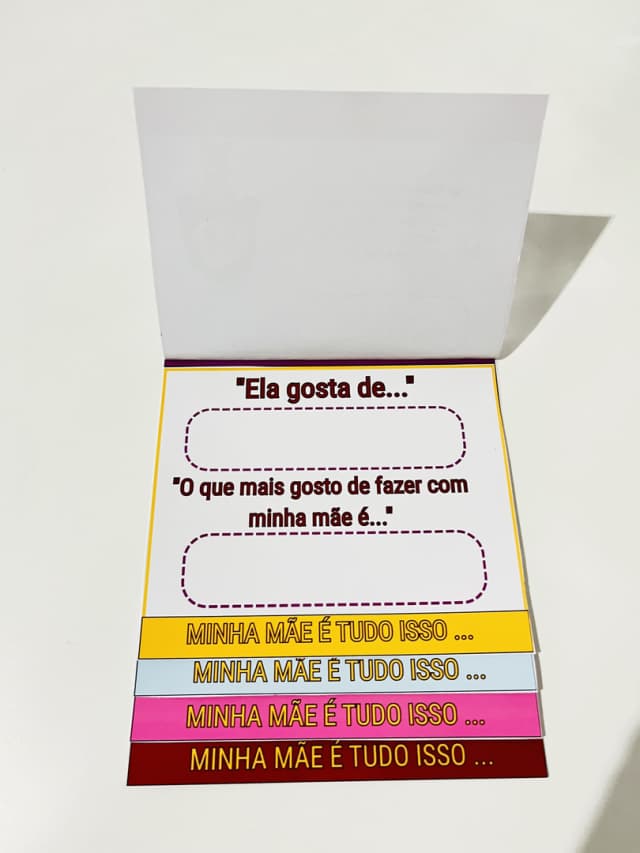 "Ela gosta de..."
"O que mais gosto de fazer com
minha mãe é..."
MINHA MÃE É TUDO ISSO ...
MINHA MÃE É TUDO ISSO ...
MINHA MÃE É TUDO ISSO ...
MINHA MÃE É TUDO ISSO ...